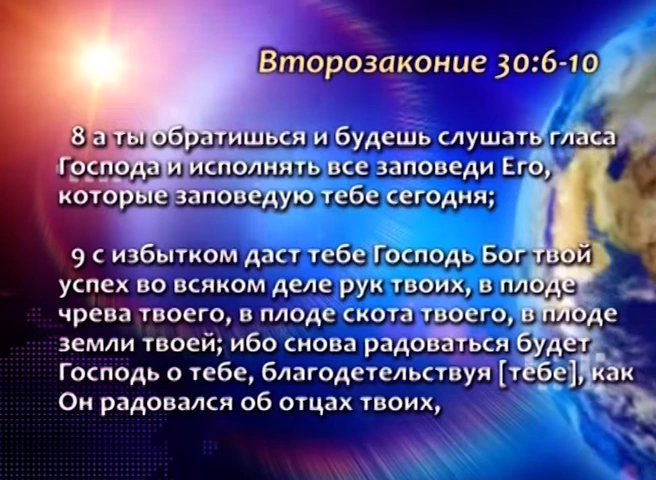 Второзаконие 30:6-10
8 а ты обратишься и будешь слушать гласа
Господа и исполнять все заповеди Его,
которые заповедую тебе сегодня;
9 с избытком даст тебе Господь Бог твой
успех во всяком деле рук твоих, в плоде
чрева твоего, в плоде скота твоего, в плоде
земли твоей; ибо снова радоваться будет
Господь о тебе, благодетельствуя [тебе], как
Он радовался об отцах твоих,